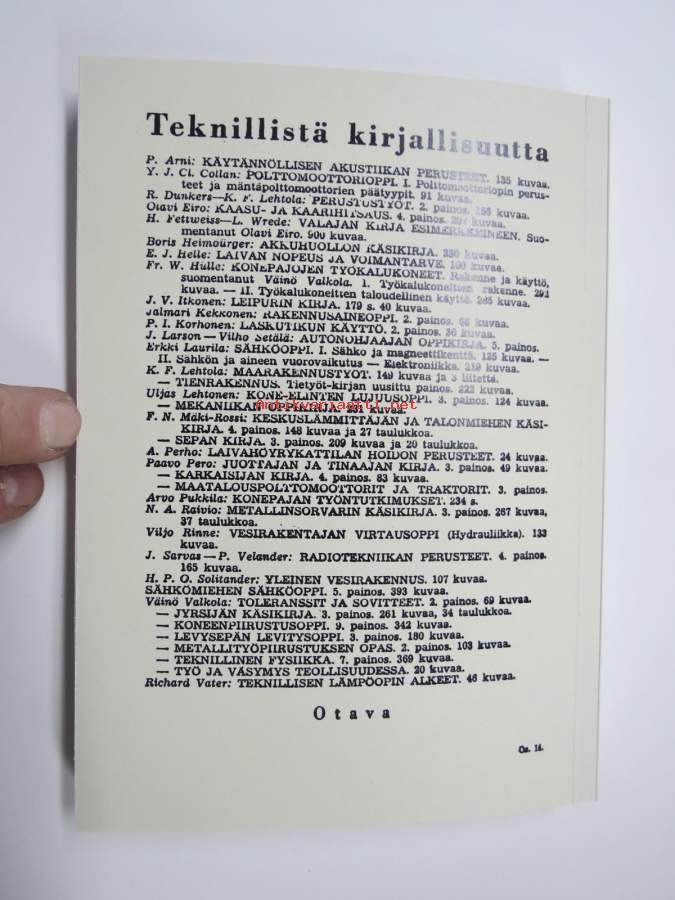 Teknillistä kirjallisuutta
P. Arni: KÄYTÄNNÖLLISEN AKUSTIIKAN PERUSTEET. 135 kuvaa.
Y. J. Cl. Collan: POLTTOMOOTTORIOPPI. I. Polttomoottoriopin perus-
teet ja mäntäpolttomoottorien päätyypit. 91 kuvaa.
R. Dunkers—K. F. Lehtola: PERUSTUSTYÖT. 2. painos. 158 kuvaa.
Olavi Eiro: KAASU- JA KAARIHITSAUS. 4. painos. 207 kuvaa.
H. Fettweiss—L. Wrede: VALAJAN KIRJA ESIMERKKEINEEN. Suo-
mentanut Olavi Eiro. 900 kuvaa.
Boris Heimoürger: AKKUHUOLLON KÄSIKIRJA. 330 kuvaa.
E. J. Helle: LAIVAN NOPEUS JA VOIMANTARVE. 100 kuvaa.
Fr. W. Hülle: KONEPAJOJEN TYÖKALUKONEET. Rakenne ja käyttö,
suomentanut Väinö Valkola. 1. Työkalukoneitten rakenne. 292
kuvaa. — II. Työkalukoneitten taloudellinen käyttö. 265 kuvaa.
J. V. Itkonen: LEIPURIN KIRJA. 179 s. 40 kuvaa.
Jalmari Kekkonen: RAKENNUSAINEOPPI. 2. painos. 66 kuvaa.
P. I. Korhonen: LASKUTIKUN KÄYTTÖ. 2. painos. 36 kuvaa.
J. Larson—Vilho Setälä: AUTONOHJAAJAN OPPIKIRJA. 5. painos.
Erkki Laurila: SÄHKÖOPPI. I. Sähkö ja magneettikenttä. 125 kuvaa. —
II. Sähkön ja aineen vuorovaikutus — Elektroniikka. 219 kuvaa.
K. F. Lehtola: MAARAKENNUSTYÖT. 149 kuvaa ja 3 liitettä.
— TIENRAKENNUS. Tietyöt-kirjan uusittu painos. 222 kuvaa.
Uljas Lehtonen: KONE-ELINTEN LUJUUSOPPI. 3. painos. 124 kuvaa.
— MEKANIIKAN OPPIKIRJA. 231 kuvaa.
antikvariaatti.net
F. N. Mäki-Rossi: KESKUSLÄMMITTÄJÄN JA TALONMIEHEN KÄSI-
KIRJA. 4. painos. 148 kuvaa ja 27 taulukkoa.
— SEPÄN KIRJA. 3. painos. 209 kuvaa ja 20 taulukkoa.
A. Perho: LAIVAHÖYRYKATTILAN HOIDON PERUSTEET. 24 kuvaa.
Paavo Pero: JUOTTAJAN JA TINAAJAN KIRJA. 3. painos. 49 kuvaa.
— KARKAISIJAN KIRJA. 4. painos. 83 kuvaa.
— MAATALOUSPOLTTOMOOTTORIT JA TRAKTORIT. 3. painos.
Arvo Pukkila: KONEPAJAN TYÖNTUTKIMUKSET. 234 s.
N. A. Raivio: METALLINSORVARIN KÄSIKIRJA. 3. painos. 267 kuvaa,
37 taulukkoa.
Viljo Rinne: VESIRAKENTAJAN VIRTAUSOPPI (Hydrauliikka). 133
kuvaa.
J. Sarvas—P. Velander: RADIOTEKNIIKAN PERUSTEET. 4. painos.
165 kuvaa.
H. P. O. Solitander: YLEINEN VESIRAKENNUS. 107 kuvaa.
SÄHKÖMIEHEN SÄHKÖOPPI. 5. painos. 393 kuvaa.
Väinö Valkola: TOLERANSSIT JA SOVITTEET. 2. painos. 69 kuvaa.
— JYRSIJÄN KÄSIKIRJA. 3. painos. 261 kuvaa, 34 taulukkoa.
— KONEENPIIRUSTUSOPPI. 9. painos. 342 kuvaa.
— LEVYSEPÄN LEVITYSOPPI. 3. painos. 180 kuvaa.
— METALLITYÖPIIRUSTUKSEN OPAS. 2. painos. 103 kuvaa.
— TEKNILLINEN FYSIIKKA. 7. painos. 369 kuvaa.
— TYÖ JA VÄSYMYS TEOLLISUUDESSA. 20 kuvaa.
Richard Vater: TEKNILLISEN LÄMPÖOPIN ALKEET. 46 kuvaa.
Otava
Os. 14.